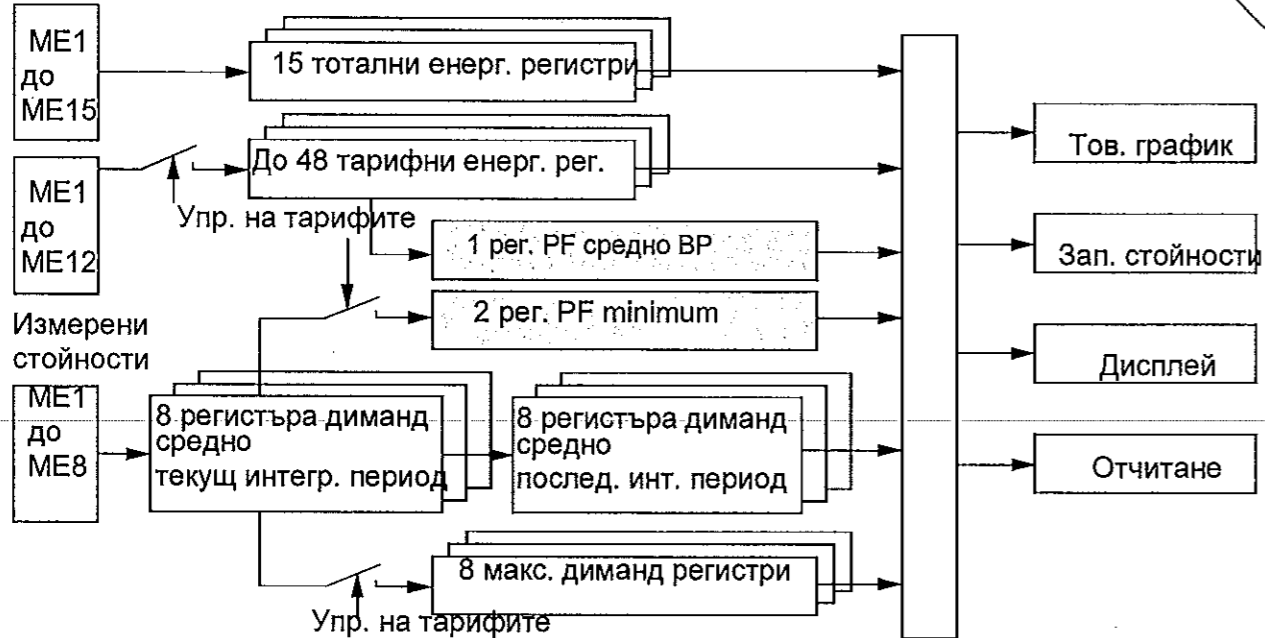 ME1
до
ME15
15 тотални енерг. регистри
ME1
до
ME12
До 48 тарифни енерг. рег.
Упр. на тарифите
1 рег. PF средно ВР
2 рег. PF minimum
Измерени
стойности
ME1
до
ME8
8 регистъра диманд
средно
текущ интегр. период
8 регистъра диманд
средно
послед. инт. период
8 макс. диманд регистри
Упр. на тарифите
Тов. график
Зап. стойности
Дисплей
Отчитане